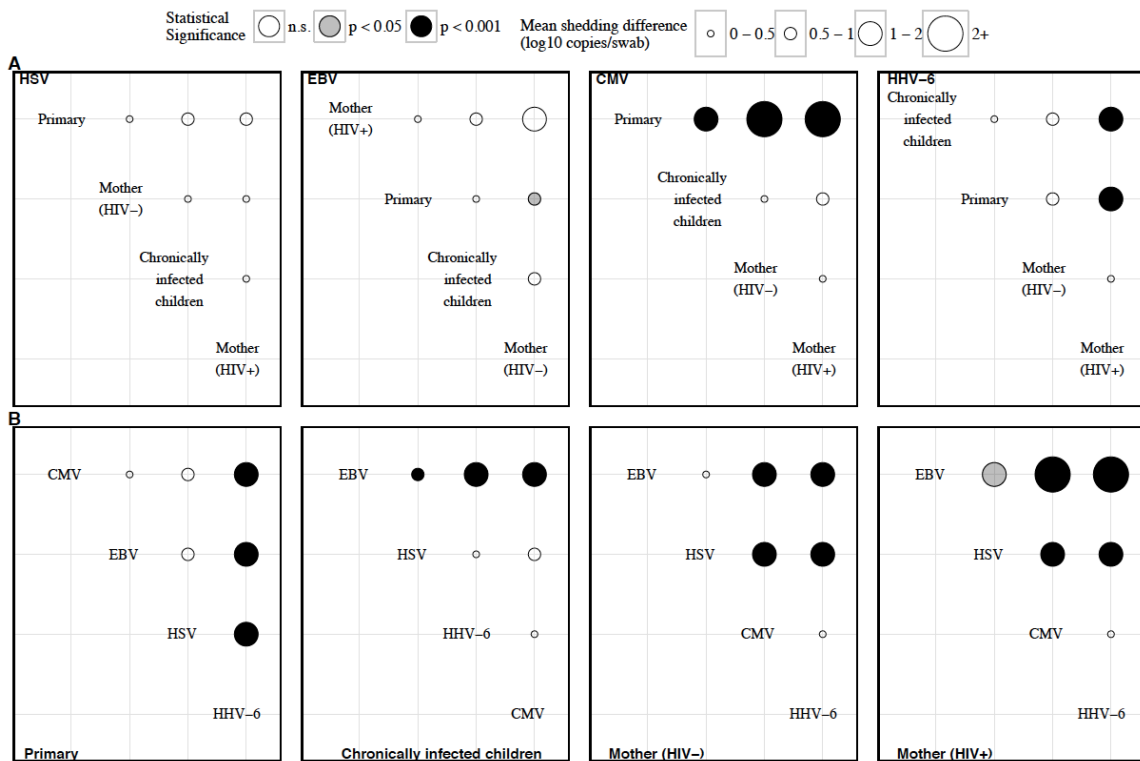 Statistical
Significance
n.s.
p < 0.05
p < 0.001
Mean shedding difference
(log10 copies/swab)
0 – 0.5
0.5 – 1
1 – 2
2+
A
HSV
Primary
Mother
(HIV−)
Chronically
infected
children
Mother
(HIV+)
EBV
Mother
(HIV+)
Primary
Chronically
infected
children
Mother
(HIV−)
CMV
Primary
Chronically
infected
children
Mother
(HIV−)
Mother
(HIV+)
HHV−6
Chronically
infected
children
Primary
Mother
(HIV−)
Mother
(HIV+)
B
CMV
EBV
HSV
HHV−6
Primary
EBV
HSV
HHV−6
CMV
Chronically infected children
EBV
HSV
CMV
HHV−6
Mother (HIV−)
EBV
HSV
CMV
HHV−6
Mother (HIV+)